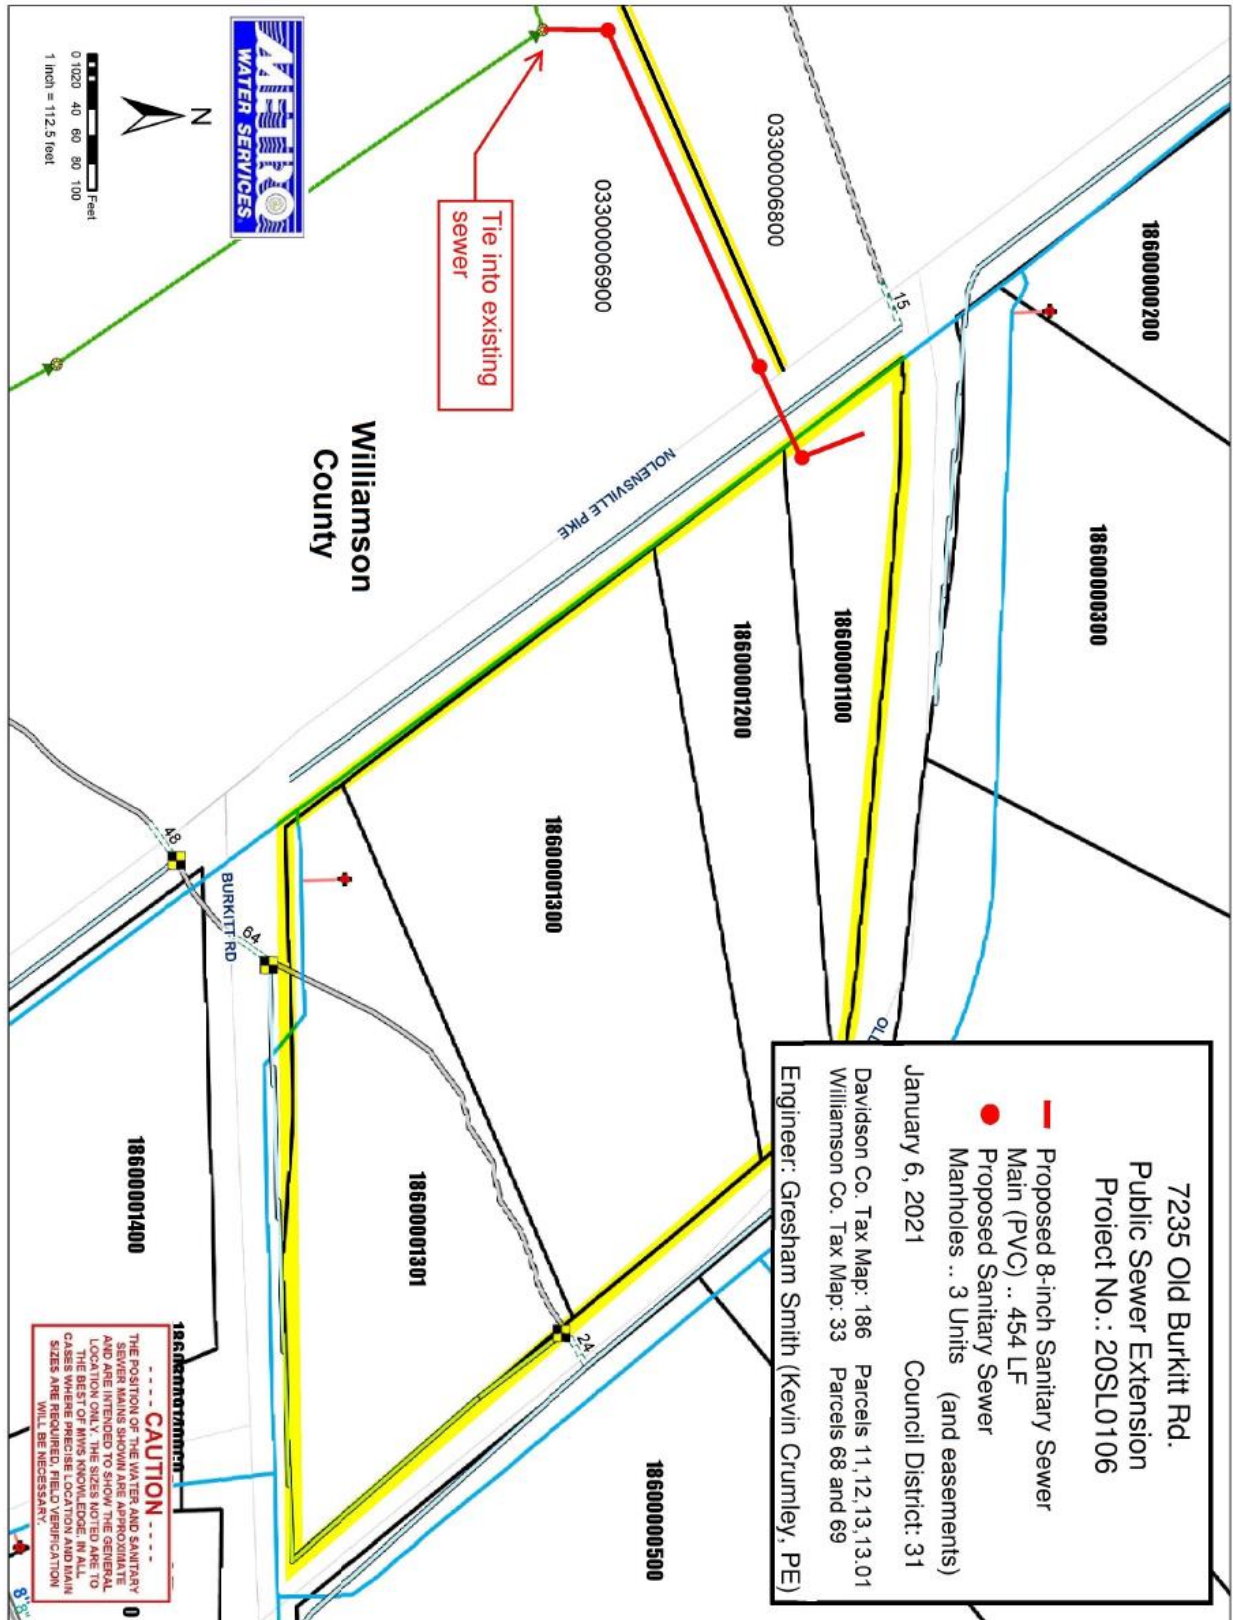 7235 Old Burkitt Rd.
Public Sewer Extension
Project No.: 20SL0106
Proposed 8-inch Sanitary Sewer
Main (PVC) .. 454 LF
Proposed Sanitary Sewer
Manholes .. 3 Units (and easements)
January 6, 2021 Council District: 31
Davidson Co. Tax Map: 186 Parcels 11,12,13,13.01
Williamson Co. Tax Map: 33 Parcels 68 and 69
Engineer: Gresham Smith (Kevin Crumley, PE)
18600000200
18600000300
15
03300006800
03300006900
18600001100
18600001200
18600001300
18600001301
18600000500
18600001400
Tie into existing
sewer
NOLENSVILLE PIKE
Williamson
County
BURKITT RD
48
64
24
METRO
WATER SERVICES
N
Feet
0 10 20 40 60 80 100
1 inch = 112.5 feet
- - - - CAUTION - - - -
THE POSITION OF THE WATER AND SANITARY
SEWER MAINS SHOWN ARE APPROXIMATE
AND ARE INTENDED TO SHOW THE GENERAL
LOCATION ONLY. THE SIZES NOTED ARE TO
THE BEST OF MWS KNOWLEDGE. IN ALL
CASES WHERE PRECISE LOCATION AND MAIN
SIZES ARE REQUIRED, FIELD VERIFICATION
WILL BE NECESSARY.
0
8"
8"